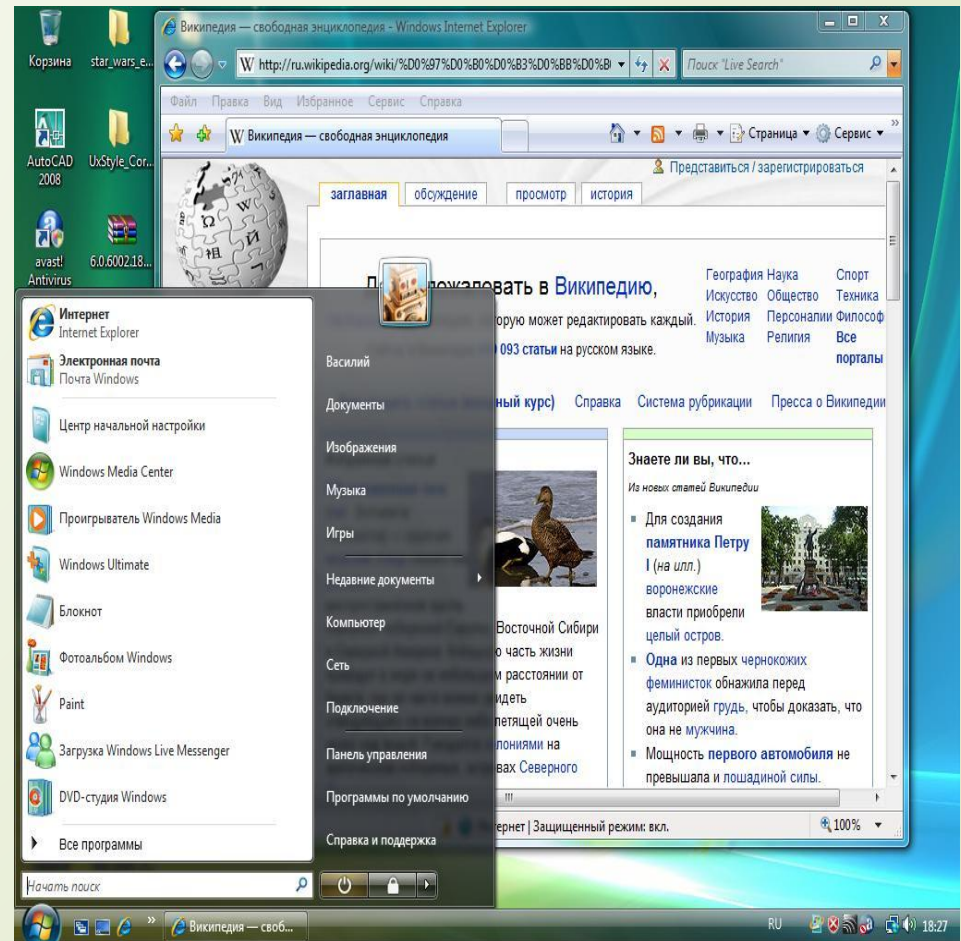 Корзина
star_wars_e...
AutoCAD 2008
UxStyle_Cor...
avast! Antivirus
6.0.6002.18...
Википедия — свободная энциклопедия - Windows Internet Explorer
http://ru.wikipedia.org/wiki/%D0%97%D0%B0%D0%B3%D0%BB%D0%B
Поиск "Live Search"
Файл Правка Вид Избранное Сервис Справка
Википедия — свободная энциклопедия
Страница
Сервис
Представиться / зарегистрироваться
заглавная
обсуждение
просмотр
история
вать в Википедию,
орую может редактировать каждый.
093 статьи на русском языке.
География Наука Спорт
Искусство Общество Техника
История Персоналии Философ
Музыка Религия Все порталы
ный курс) Справка Система рубрикации Пресса о Википедии
Восточной Сибири
часть жизни
расстоянии от
идеть
летящей очень
лониями на
вах Северного
Знаете ли вы, что...
Из новых статей Википедии
Для создания
памятника Петру
I (на илл.)
воронежские
власти приобрели
целый остров.
Одна из первых чернокожих
феминисток обнажила перед
аудиторией грудь, чтобы доказать, что
она не мужчина.
Мощность первого автомобиля не
превышала и лошадиной силы.
ернет | Защищенный режим: вкл.
100%
Интернет
Internet Explorer
Электронная почта
Почта Windows
Центр начальной настройки
Windows Media Center
Проигрыватель Windows Media
Windows Ultimate
Блокнот
Фотоальбом Windows
Paint
Загрузка Windows Live Messenger
DVD-студия Windows
Все программы
Начать поиск
Василий
Документы
Изображения
Музыка
Игры
Недавние документы
Компьютер
Сеть
Подключение
Панель управления
Программы по умолчанию
Справка и поддержка
Википедия — своб...
RU
18:27